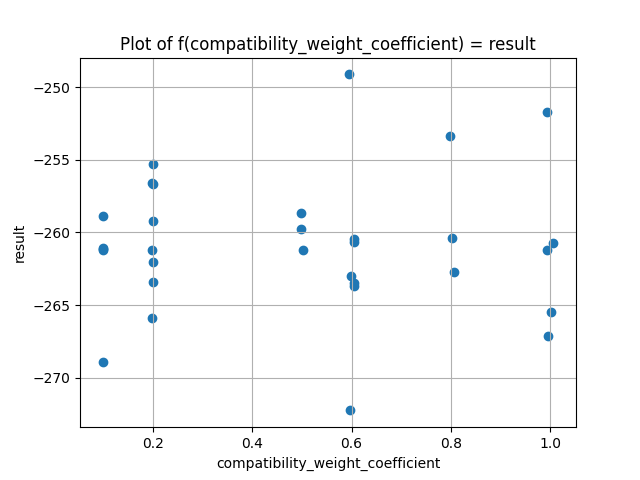 Plot of f(compatibility_weight_coefficient) = result
result
−250
−255
−260
−265
−270
0.2 0.4 0.6 0.8 1.0
compatibility_weight_coefficient